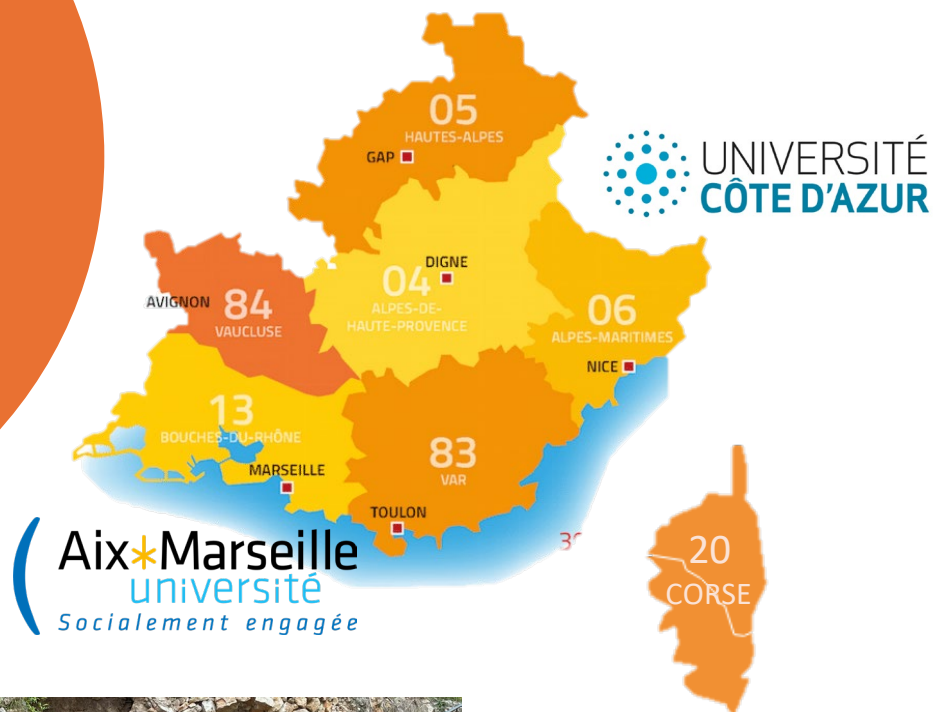 05
HAUTES-ALPES
GAP
UNIVERSITÉ
CÔTE D'AZUR
DIGNE
04
ALPES-DE-
HAUTE-PROVENCE
AVIGNON
84
VAUCLUSE
06
ALPES-MARITIMES
NICE
13
BOUCHES-DU-RHÔNE
MARSEILLE
83
VAR
TOULON
Aix*Marseille
université
Socialement engagée
20
CORSE